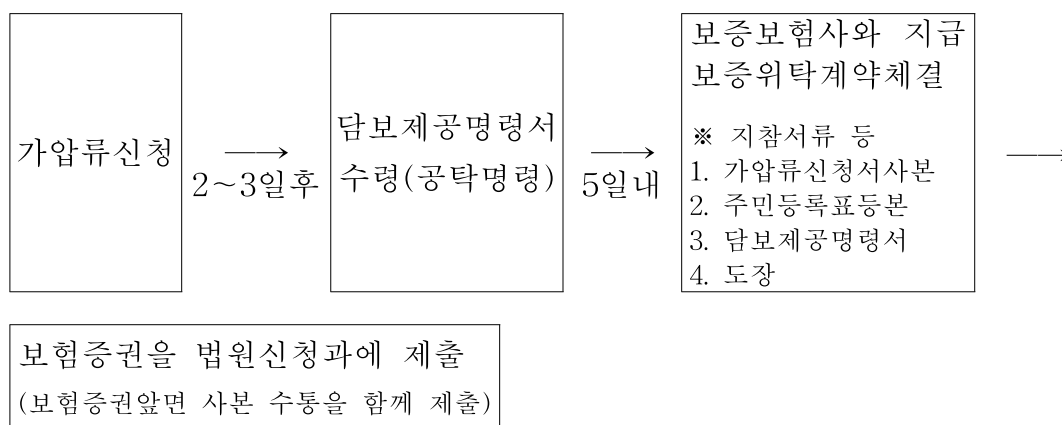 가압류신청
⟶
2~3일후
담보제공명령서
수령(공탁명령)
⟶
5일내
보증보험사와 지급
보증위탁계약체결
※ 지참서류 등
1. 가압류신청서사본
2. 주민등록표등본
3. 담보제공명령서
4. 도장
⟶
보험증권을 법원신청과에 제출
(보험증권앞면 사본 수통을 함께 제출)